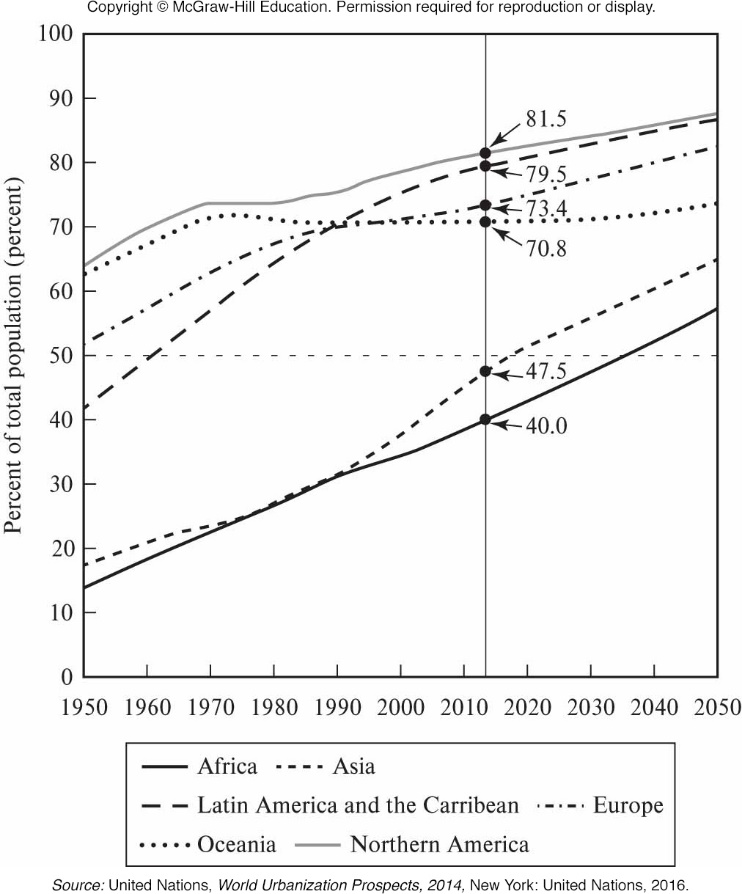 Copyright © McGraw-Hill Education. Permission required for reproduction or display.
Percent of total population (percent)
100
90
80
70
60
50
40
30
20
10
0
81.5
79.5
73.4
70.8
47.5
40.0
1950 1960 1970 1980 1990 2000 2010 2020 2030 2040 2050
Africa Asia
Latin America and the Carribean Europe
Oceania Northern America
Source: United Nations, World Urbanization Prospects, 2014, New York: United Nations, 2016.